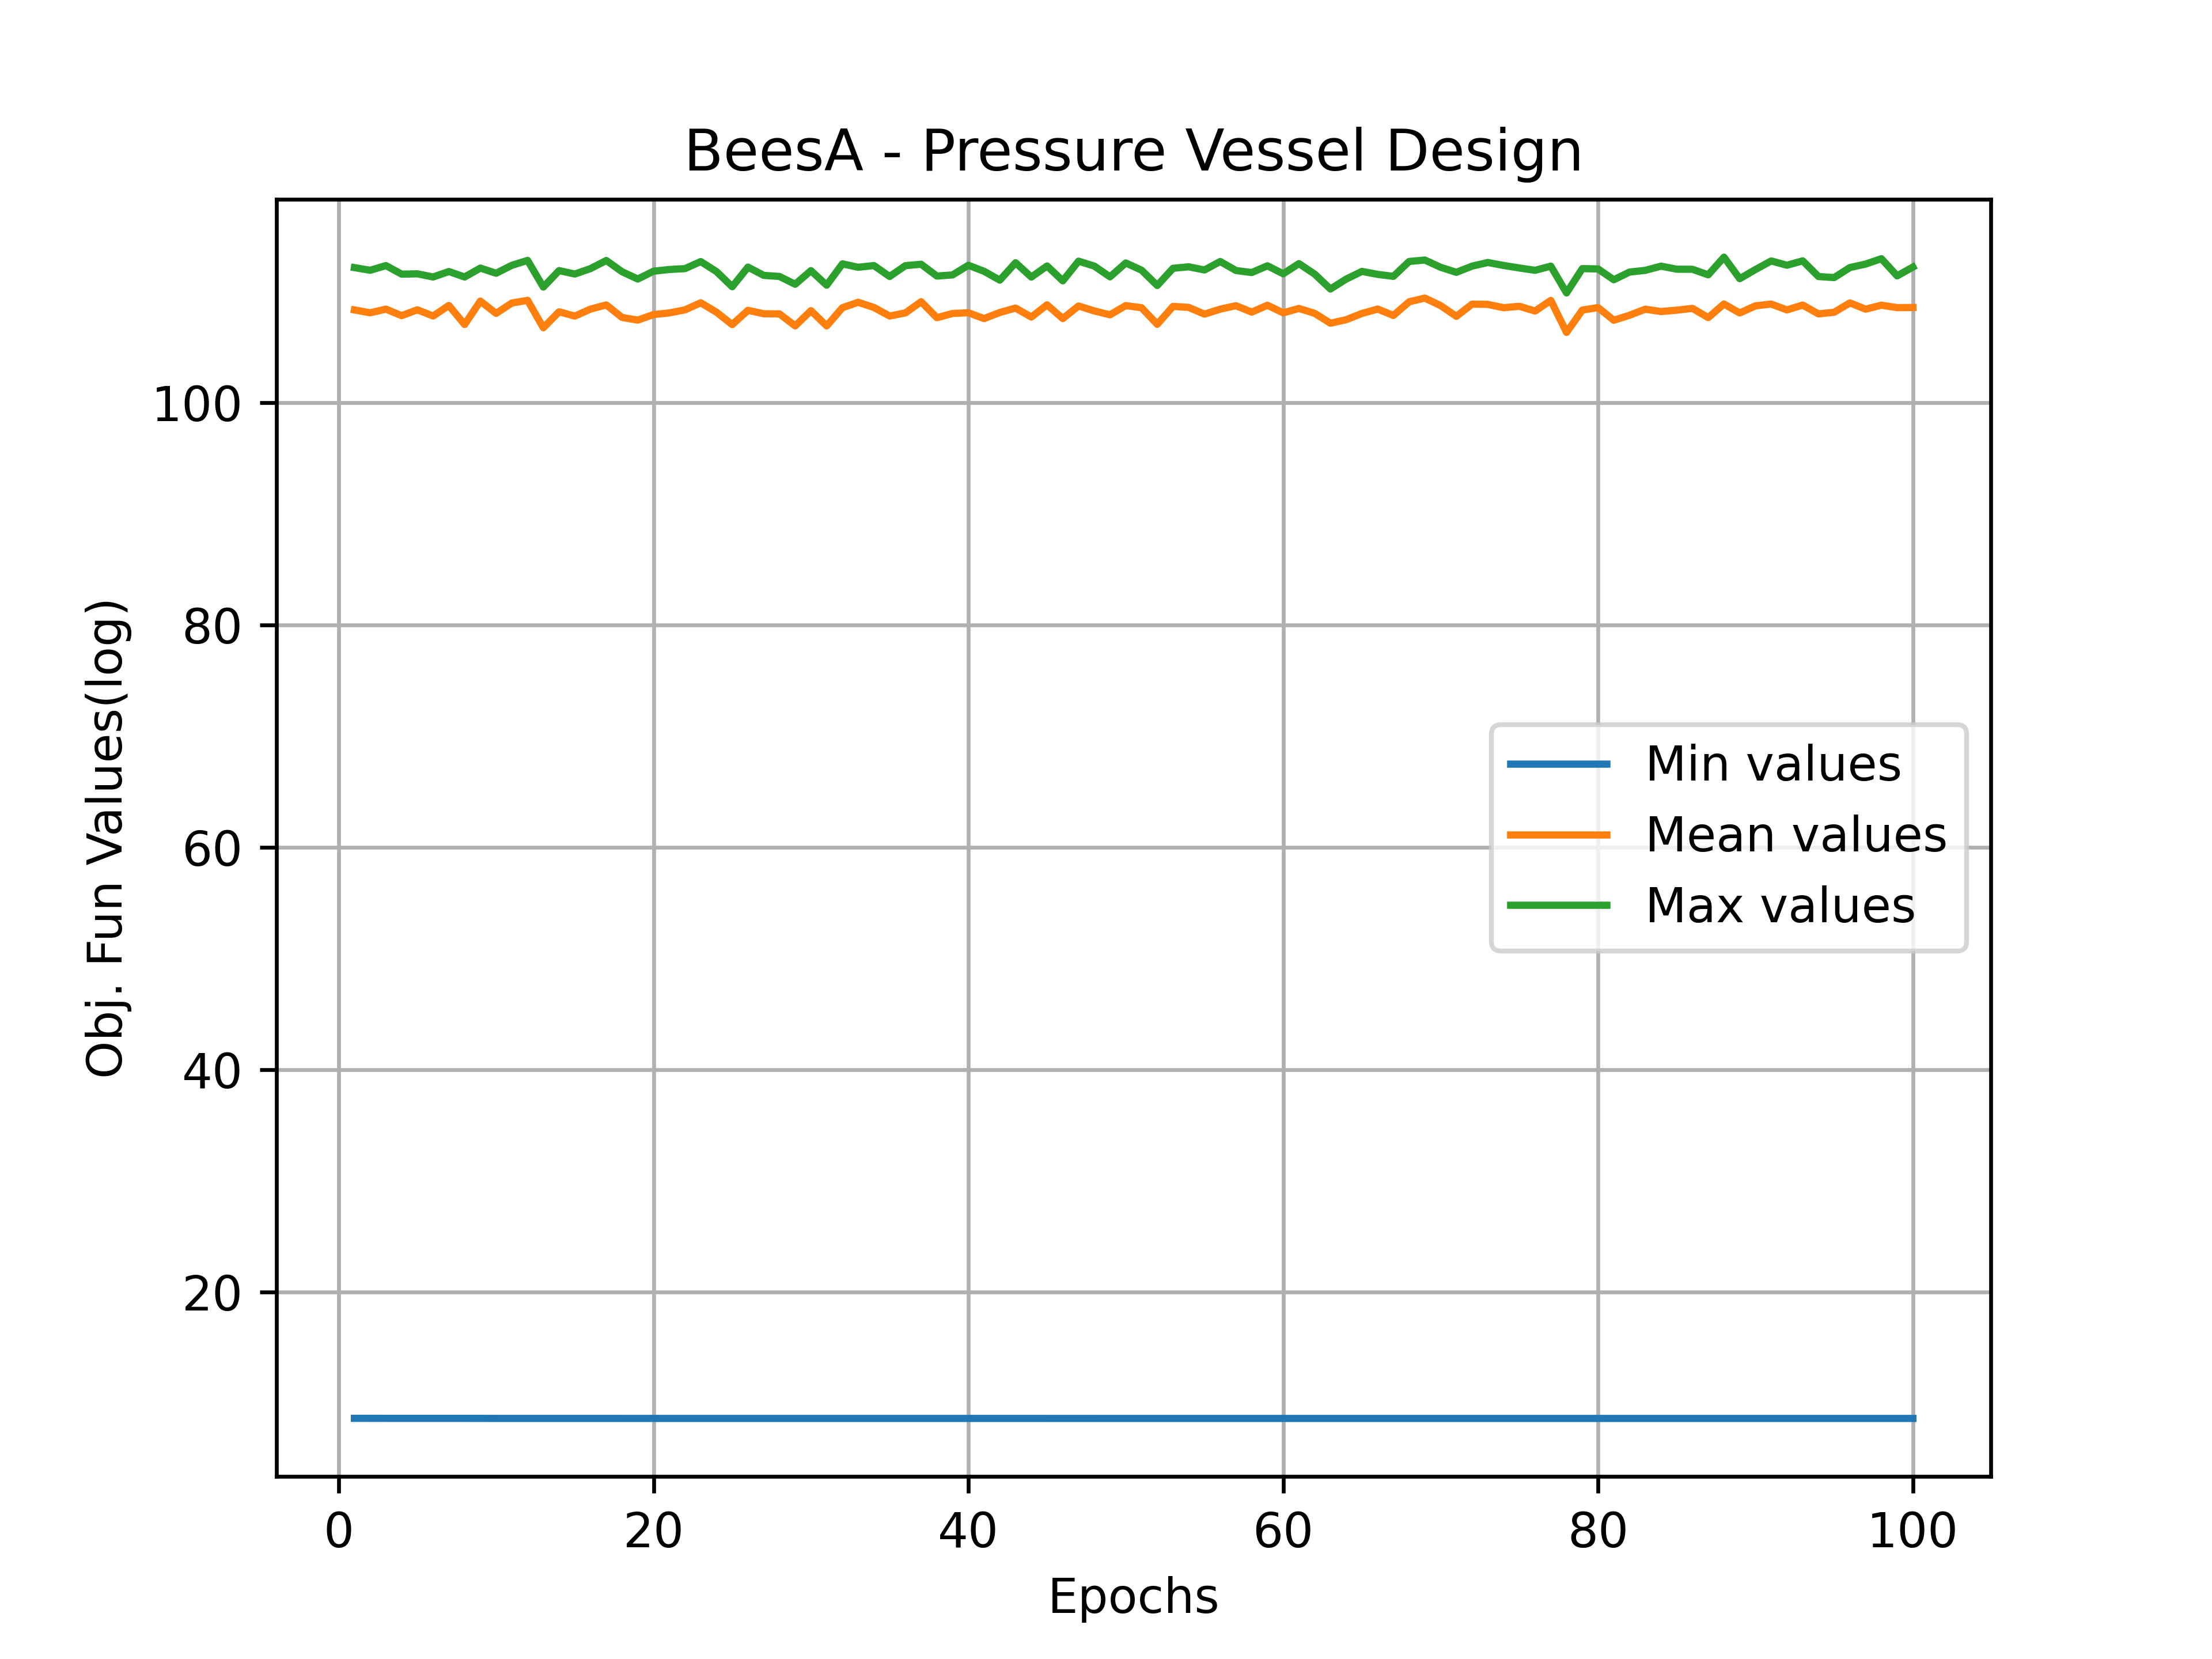 BeesA - Pressure Vessel Design
Obj. Fun Values(log)
100
80
60
40
20
Min values
Mean values
Max values
0 20 40 60 80 100
Epochs